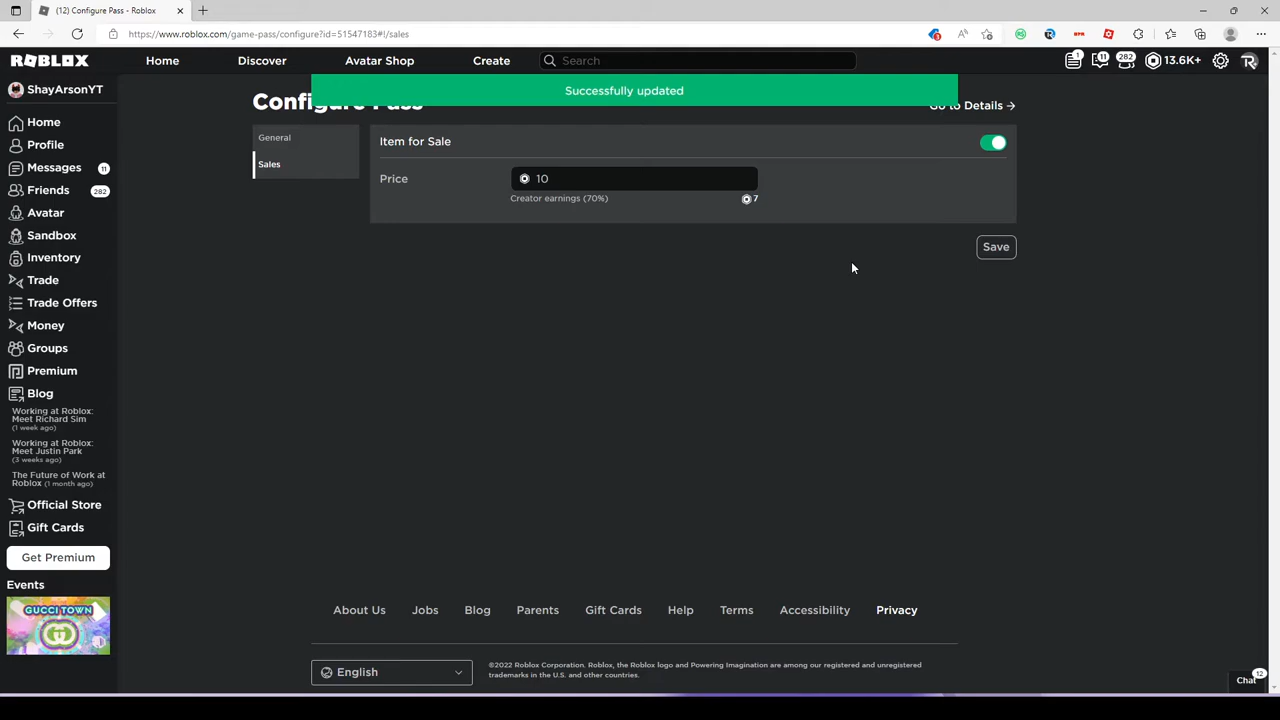 Configure Pass - Roblox
https://www.roblox.com/game-pass/configure?id=51547183#!/sales
ROBLOX
Home
Discover
Avatar Shop
Create
Search
1
11
282
13.6K+
ShayArsonYT
Home
Profile
Messages
11
Friends
282
Avatar
Sandbox
Inventory
Trade
Trade Offers
Money
Groups
Premium
Blog
Working at Roblox:
Meet Richard Sim
(1 week ago)
Working at Roblox:
Meet Justin Park
(3 weeks ago)
The Future of Work at
Roblox (1 month ago)
Official Store
Gift Cards
Get Premium
Events
GUCCI TOWN
Successfully updated
Configure Pass
Go to Details
General
Sales
Item for Sale
Price
10
Creator earnings (70%)
7
Save
About Us
Jobs
Blog
Parents
Gift Cards
Help
Terms
Accessibility
Privacy
English
©2022 Roblox Corporation. Roblox, the Roblox logo and Powering Imagination are among our registered and unregistered
trademarks in the U.S. and other countries.
Chat
12